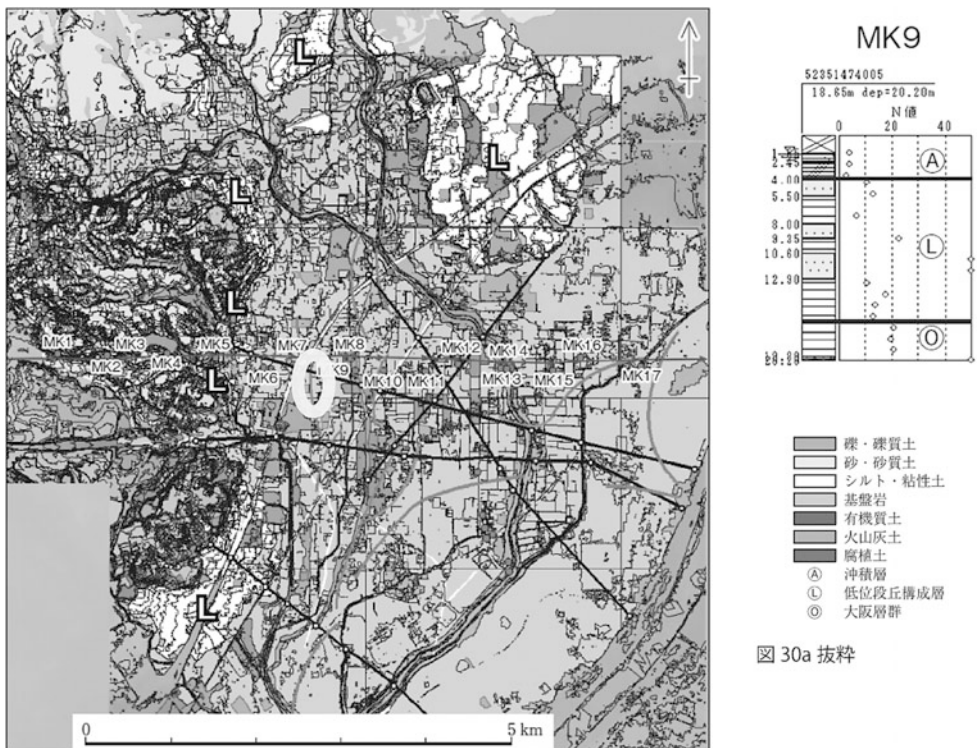 L
L
L
L
L
L
L
MK1
MK3
MK5
MK7
MK8
MK12
MK14
MK16
MK2
MK4
MK6
MK9
MK10
MK11
MK13
MK15
MK17
0
5 km
MK9
52351474005
18.65m dep=20.20m
N 値
0 20 40
4.00
5.50
8.00
9.35
10.60
12.90
A
L
O
礫・礫質土
砂・砂質土
シルト・粘性土
基盤岩
有機質土
火山灰土
腐植土
Ⓐ 沖積層
Ⓛ 低位段丘構成層
Ⓞ 大阪層群
図 30a 抜粋